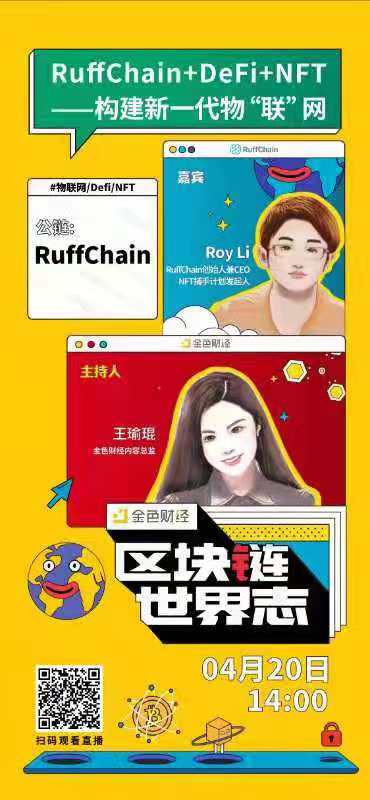 RuffChain+DeFi+NFT
——构建新一代物“联”网
RuffChain
#物联网/Defi/NFT
公链:
RuffChain
嘉宾
Roy Li
RuffChain创始人兼CEO
NFT捕手计划发起人
金色财经
主持人
王瑜琨
金色财经内容总监
金色财经
区块链
世界志
04月20日
14:00
扫码观看直播